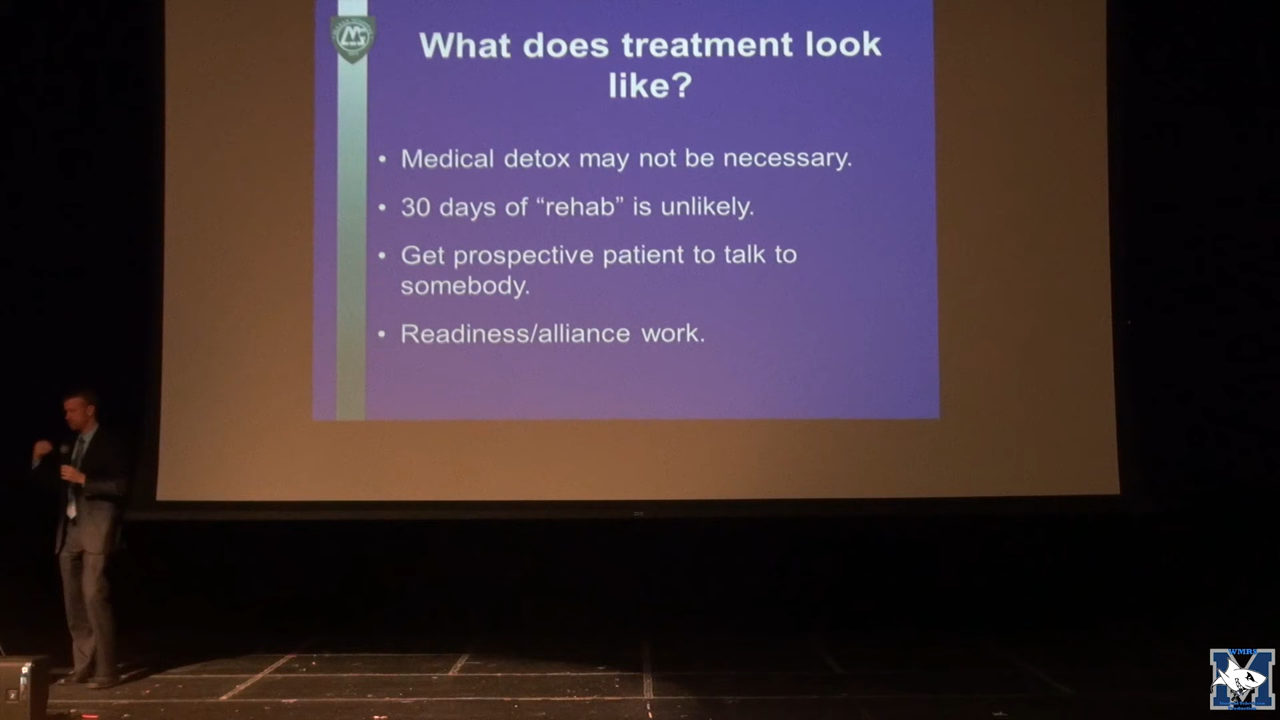 What does treatment look
like?
• Medical detox may not be necessary.
• 30 days of “rehab” is unlikely.
• Get prospective patient to talk to
somebody.
• Readiness/alliance work.
WMRS